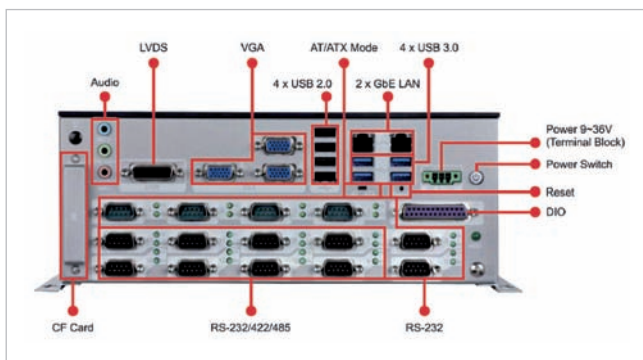 LVDS
VGA
AT/ATX Mode
4 x USB 3.0
Audio
4 x USB 2.0
2 x GbE LAN
Power 9~36V
(Terminal Block)
Power Switch
Reset
DIO
CF Card
RS-232/422/485
RS-232